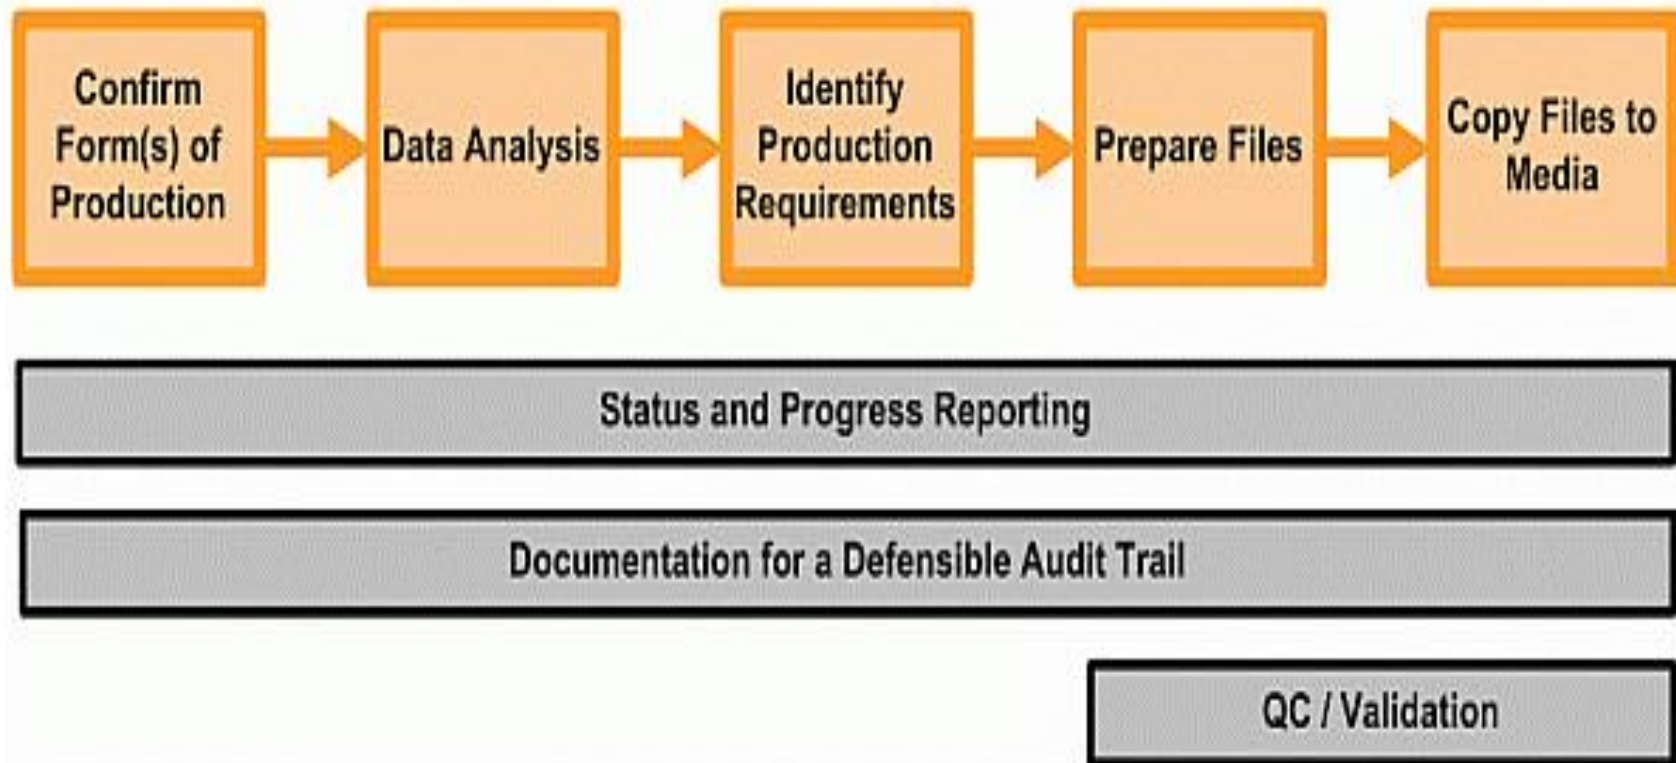 Confirm
Form(s) of
Production
Data Analysis
Identify
Production
Requirements
Prepare Files
Copy Files to
Media
Status and Progress Reporting
Documentation for a Defensible Audit Trail
QC / Validation